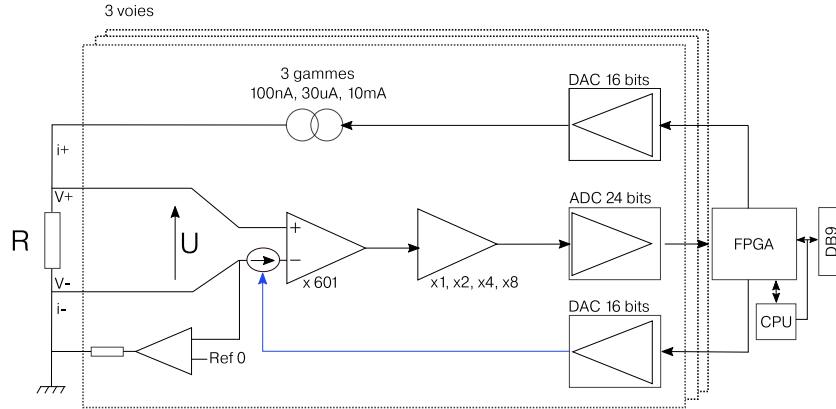 3 voies
3 gammes
100nA, 30uA, 10mA
DAC 16 bits
i+
V+
R
U
+
−
x 601
x1, x2, x4, x8
ADC 24 bits
FPGA
DB9
CPU
V-
i-
Ref 0
DAC 16 bits